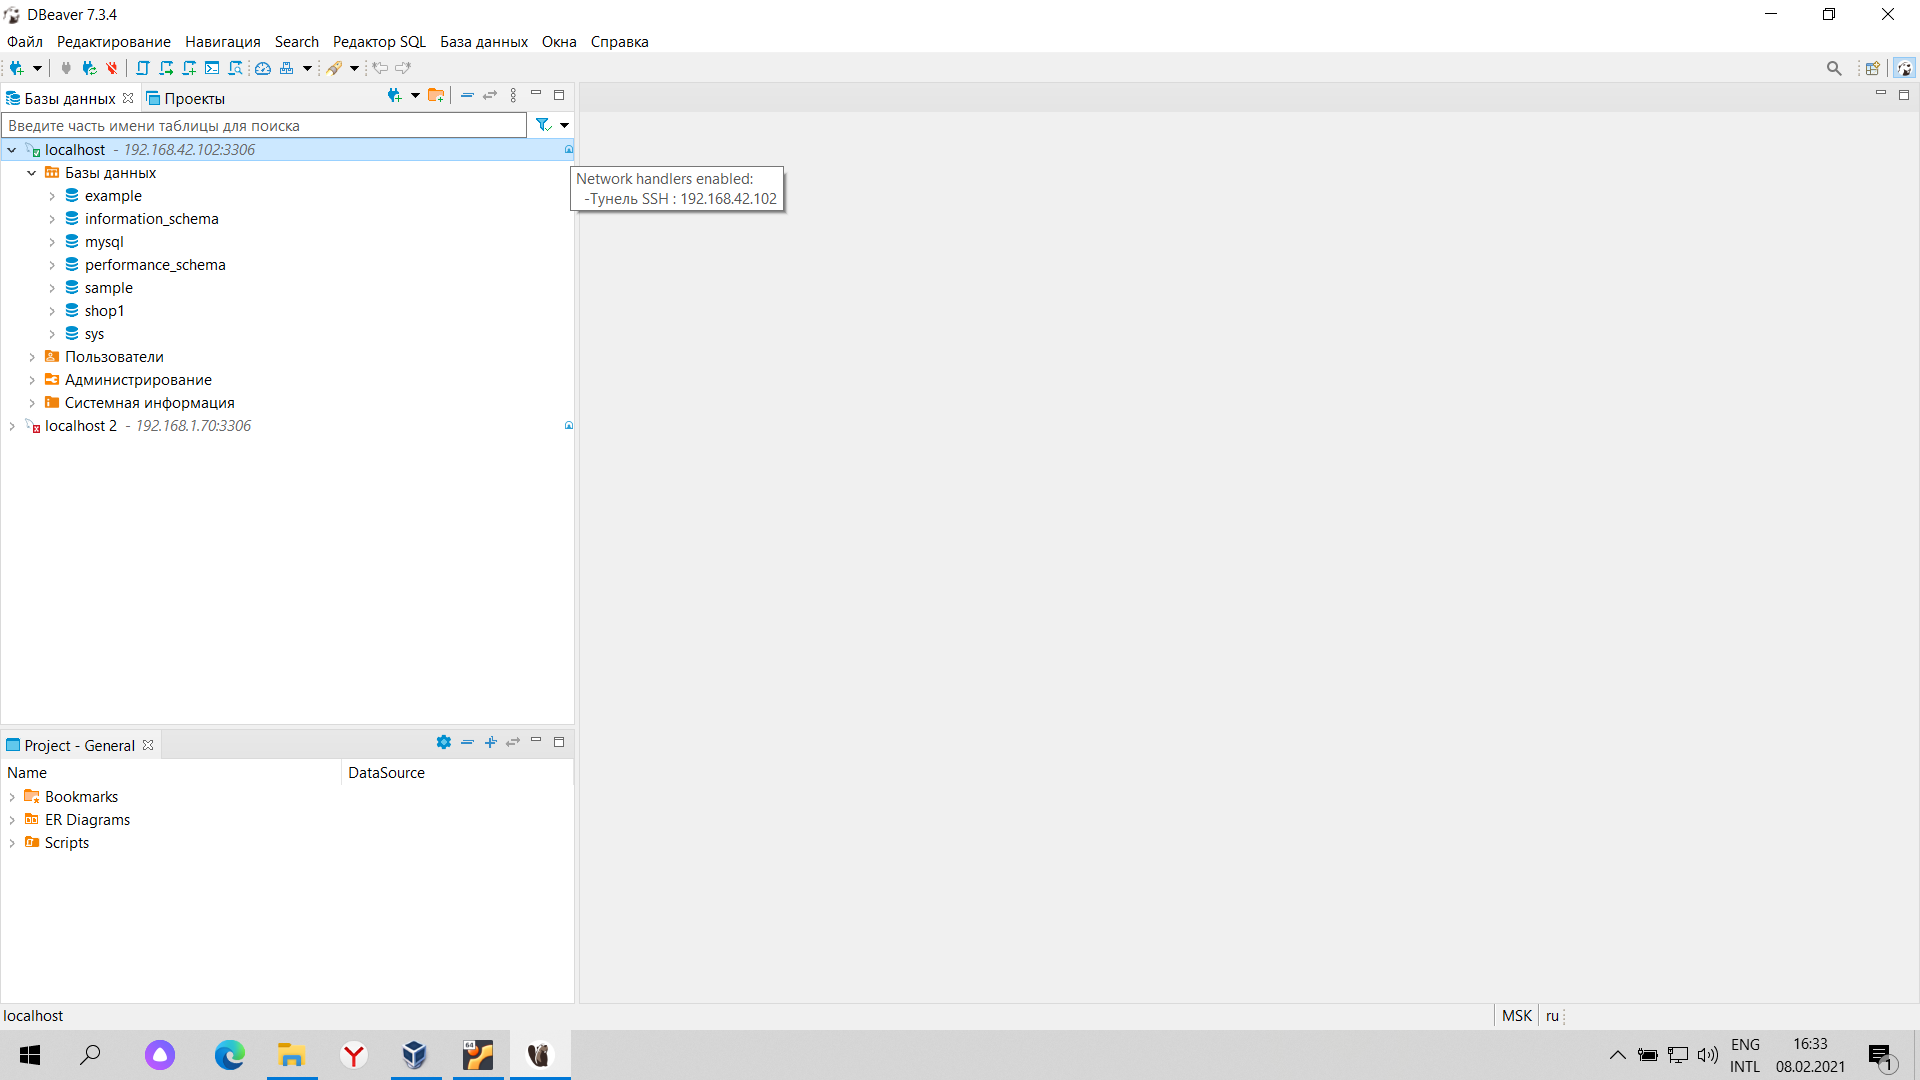 DBeaver 7.3.4
Файл Редактирование Навигация Search Редактор SQL База данных Окна Справка
Базы данных Проекты
Введите часть имени таблицы для поиска
localhost - 192.168.42.102:3306
Network handlers enabled:
-Тунель SSH : 192.168.42.102
Базы данных
example
information_schema
mysql
performance_schema
sample
shop1
sys
Пользователи
Администрирование
Системная информация
localhost 2 - 192.168.1.70:3306
Project - General
Name DataSource
Bookmarks
ER Diagrams
Scripts
localhost MSK ru
64
ENG 16:33
INTL 08.02.2021
1